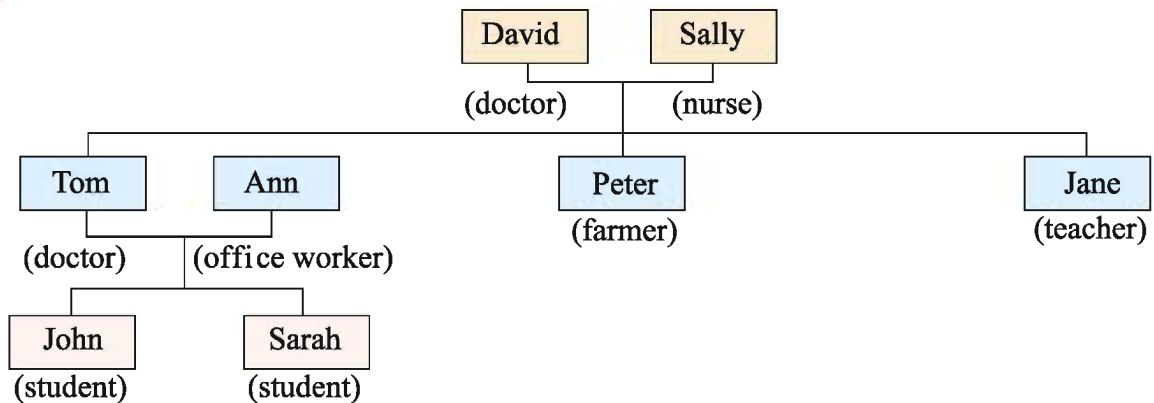 David Sally
(doctor) (nurse)
Tom Ann Peter Jane
(doctor) (office worker) (farmer) (teacher)
John Sarah
(student) (student)